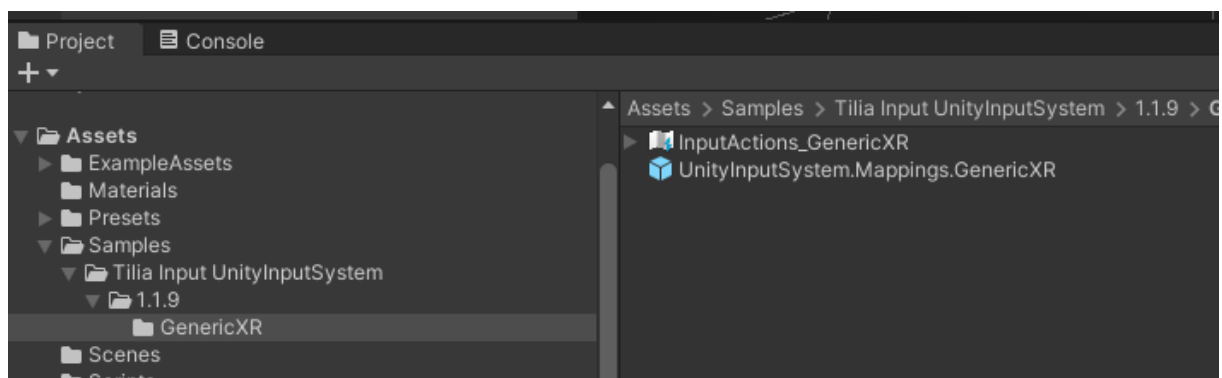 Project Console
Assets > Samples > Tilia Input UnityInputSystem > 1.1.9 >
Assets
ExampleAssets
Materials
Presets
Samples
Tilia Input UnityInputSystem
1.1.9
GenericXR
Scenes
InputActions_GenericXR
UnityInputSystem.Mappings.GenericXR